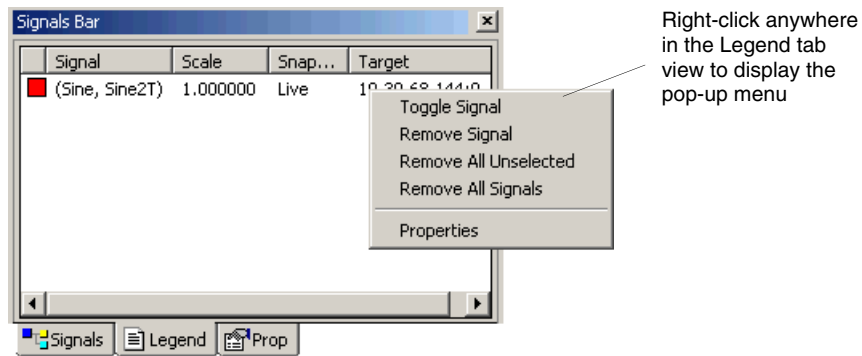 Signals Bar
Signal Scale Snap... Target
(Sine, Sine2T) 1.000000 Live
Toggle Signal
Remove Signal
Remove All Unselected
Remove All Signals
Properties
Signals Legend Prop
Right-click anywhere
in the Legend tab
view to display the
pop-up menu